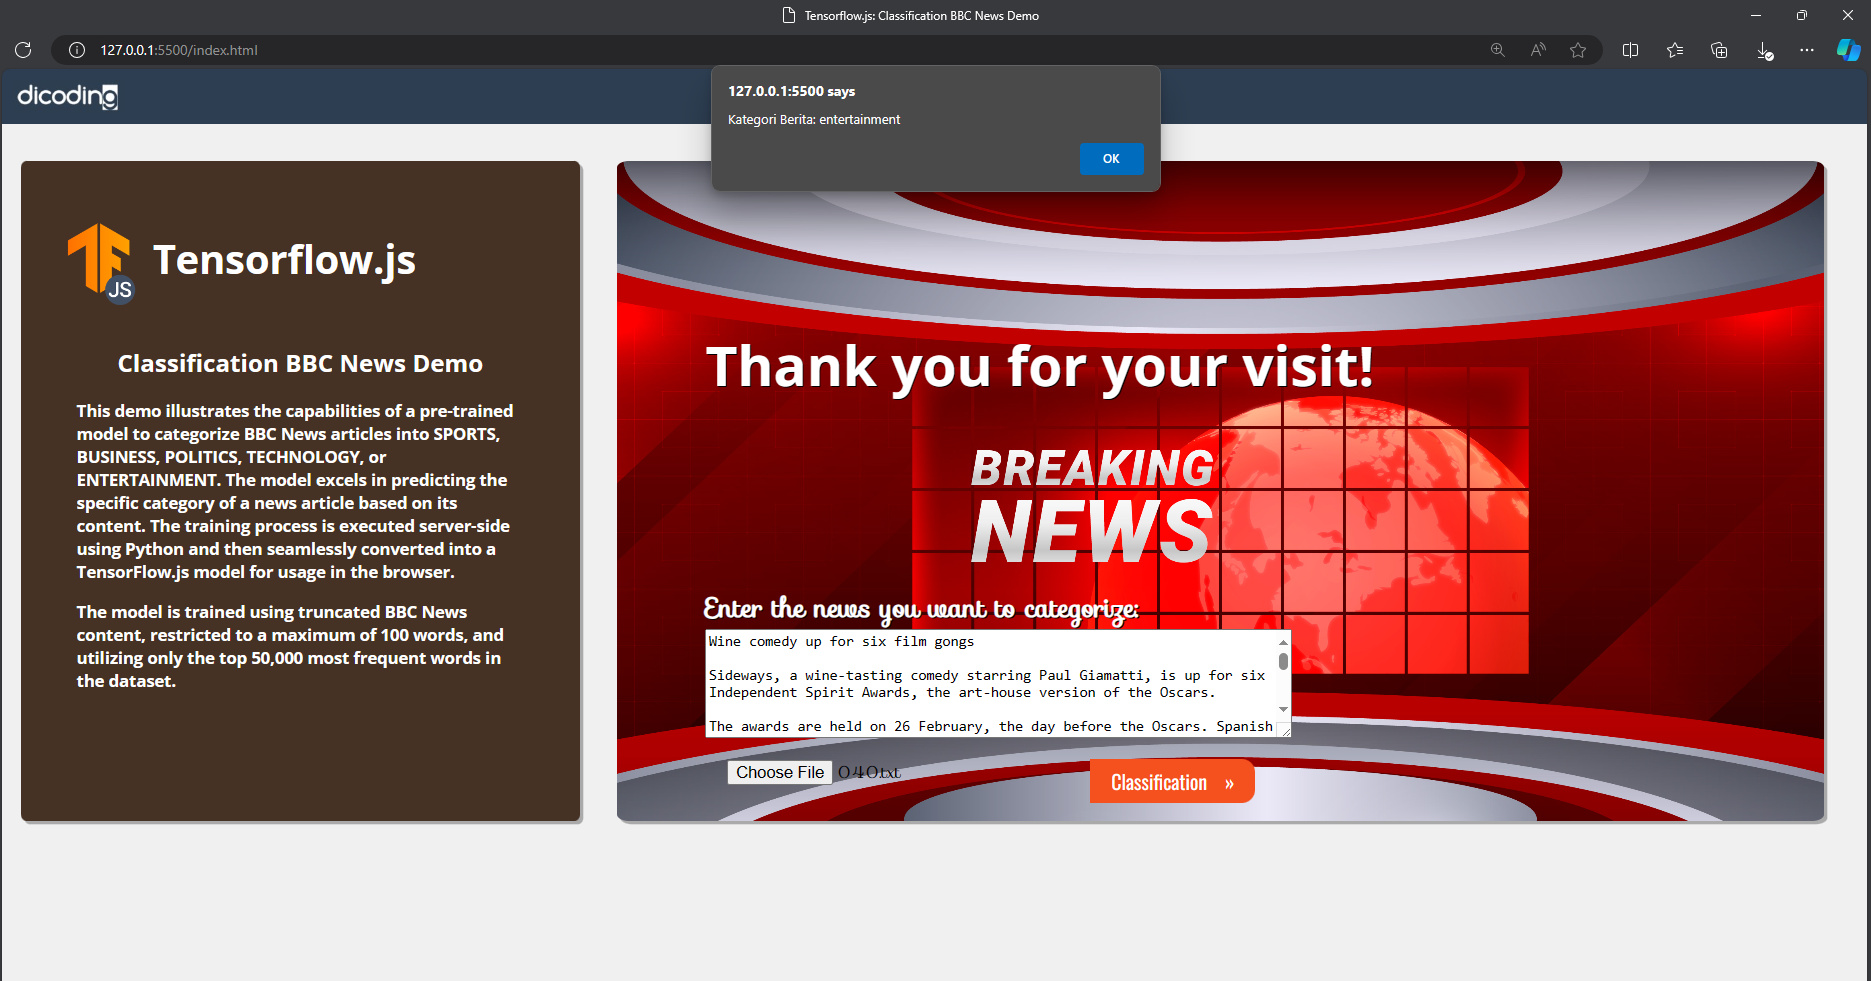 Tensorflow.js: Classification BBC News Demo
127.0.0.1:5500/index.html
dicoding
127.0.0.1:5500 says
Kategori Berita: entertainment
OK
JS
Tensorflow.js
Classification BBC News Demo
This demo illustrates the capabilities of a pre-trained
model to categorize BBC News articles into SPORTS,
BUSINESS, POLITICS, TECHNOLOGY, or
ENTERTAINMENT. The model excels in predicting the
specific category of a news article based on its
content. The training process is executed server-side
using Python and then seamlessly converted into a
TensorFlow.js model for usage in the browser.
The model is trained using truncated BBC News
content, restricted to a maximum of 100 words, and
utilizing only the top 50,000 most frequent words in
the dataset.
Thank you for your visit!
BREAKING
NEWS
Enter the news you want to categorize:
Wine comedy up for six film gongs
Sideways, a wine-tasting comedy starring Paul Giamatti, is up for six
Independent Spirit Awards, the art-house version of the Oscars.
The awards are held on 26 February, the day before the Oscars. Spanish
Choose File 040.txt
Classification »